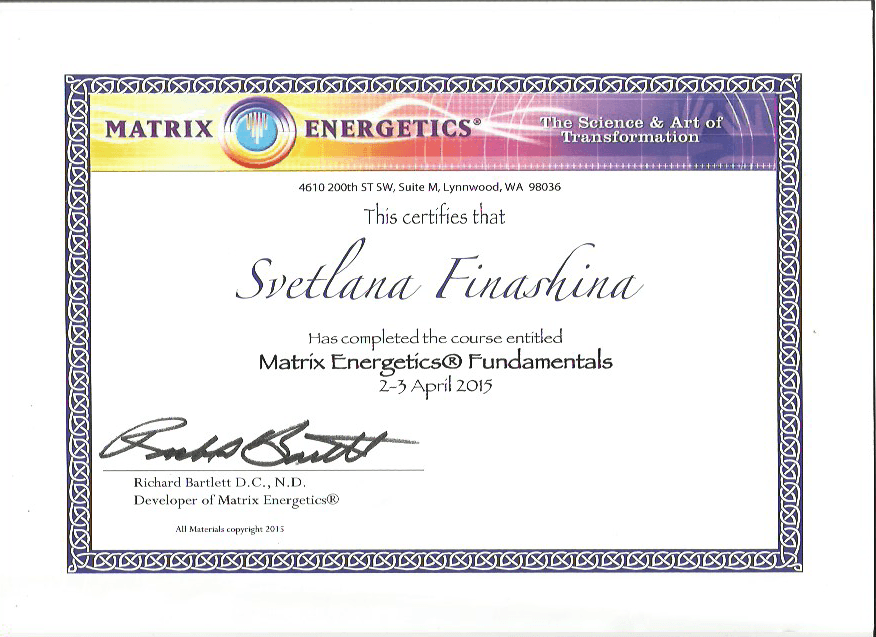 MATRIX ENERGETICS® The Science & Art of
Transformation
4610 200th ST SW, Suite M, Lynnwood, WA 98036
This certifies that
Svetlana Finashina
Has completed the course entitled
Matrix Energetics® Fundamentals
2-3 April 2015
Richard Bartlett D.C., N.D.
Developer of Matrix Energetics®
All Materials copyright 2015